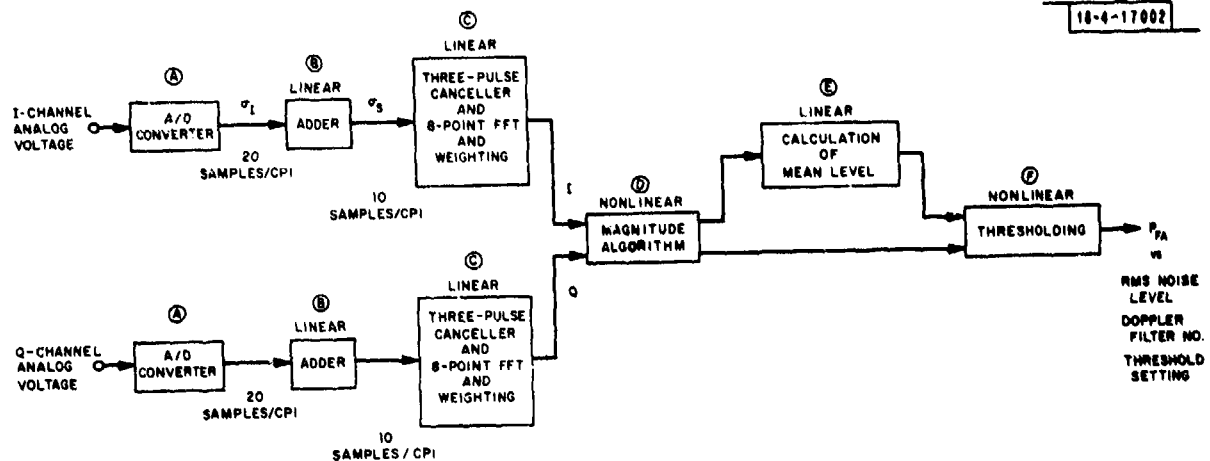 18-4-17002
Ⓒ
LINEAR
THREE-PULSE
CANCELLER
AND
8-POINT FFT
AND
WEIGHTING
Ⓐ
Ⓑ
LINEAR
I-CHANNEL
ANALOG
VOLTAGE
A/D
CONVERTER
σI
ADDER
σS
20
SAMPLES/CPI
10
SAMPLES/CPI
I
Ⓔ
LINEAR
CALCULATION
OF
MEAN LEVEL
Ⓓ
NONLINEAR
MAGNITUDE
ALGORITHM
Ⓕ
NONLINEAR
THRESHOLDING
PFA
vs
RMS NOISE
LEVEL
DOPPLER
FILTER NO.
THRESHOLD
SETTING
Ⓒ
LINEAR
THREE-PULSE
CANCELLER
AND
8-POINT FFT
AND
WEIGHTING
Q
Ⓐ
Ⓑ
LINEAR
Q-CHANNEL
ANALOG
VOLTAGE
A/D
CONVERTER
ADDER
20
SAMPLES/CPI
10
SAMPLES/CPI